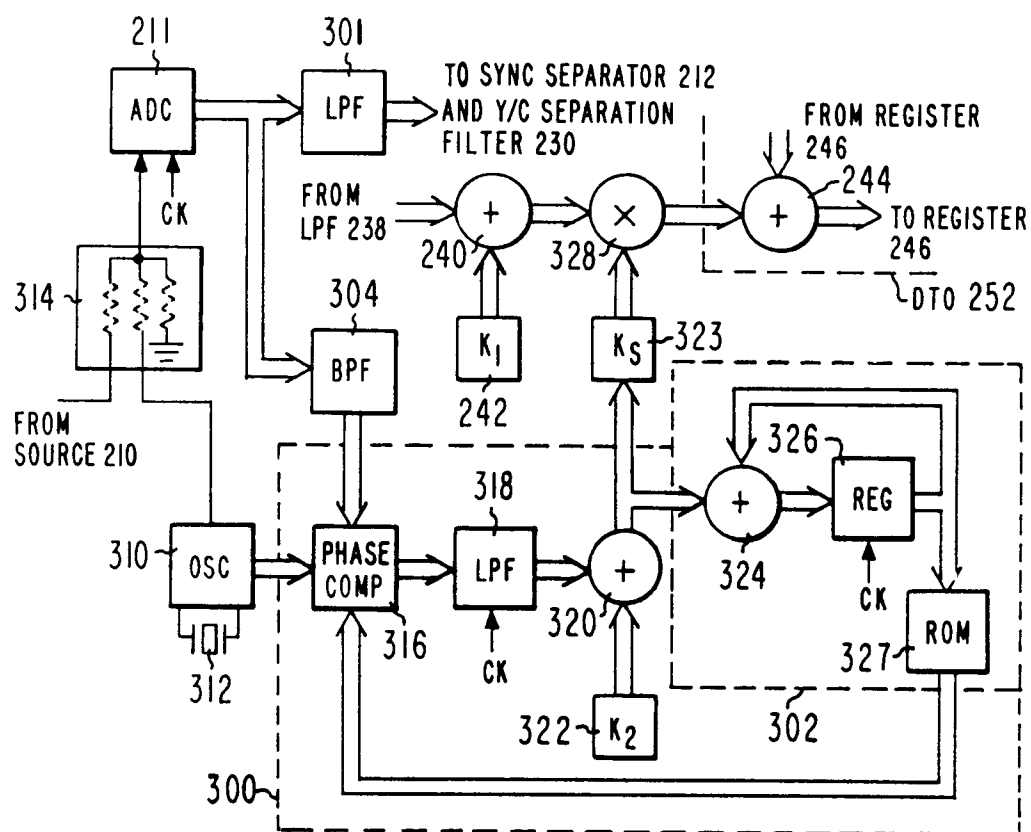 211
301
ADC
LPF
TO SYNC SEPARATOR 212
AND Y/C SEPARATION
FILTER 230
CK
FROM REGISTER
246
FROM
LPF 238
+
240
×
328
+
244
TO REGISTER
246
DTO 252
314
304
BPF
K1
242
KS
323
FROM
SOURCE 210
310
OSC
312
PHASE
COMP
316
318
LPF
CK
+
320
322
K2
+
324
326
REG
CK
ROM
327
302
300